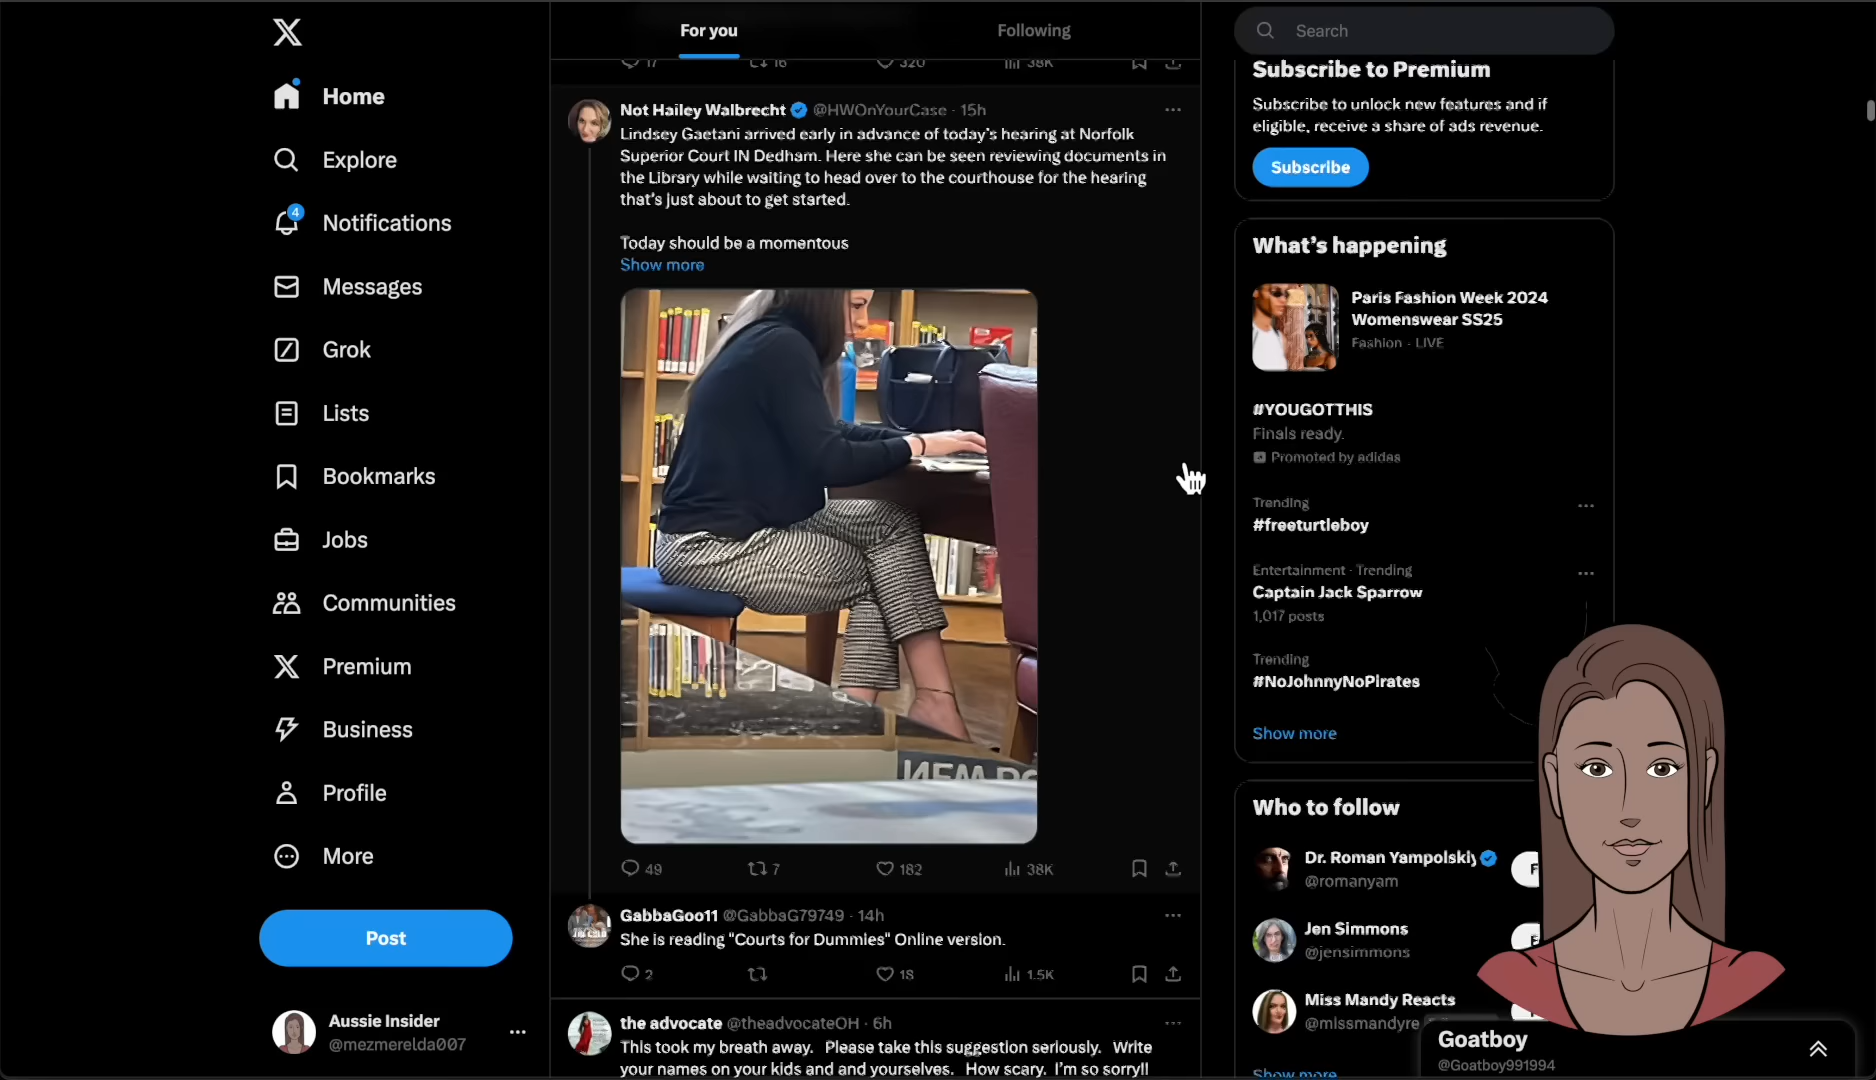 Home
Explore
4
Notifications
Messages
Grok
Lists
Bookmarks
Jobs
Communities
Premium
Business
Profile
More
Post
Aussie Insider
@mezmerelda007
For you
Following
17 16 320 38K
Not Hailey Walbrecht @HWOnYourCase · 15h
Lindsey Gaetani arrived early in advance of today's hearing at Norfolk
Superior Court IN Dedham. Here she can be seen reviewing documents in
the Library while waiting to head over to the courthouse for the hearing
that's just about to get started.
Today should be a momentous
Show more
49 7 182 38K
GabbaGoo11 @GabbaG79749 · 14h
She is reading "Courts for Dummies" Online version.
2 18 1.5K
the advocate @theadvocateOH · 6h
This took my breath away. Please take this suggestion seriously. Write
your names on your kids and and yourselves. How scary. I'm so sorry!!
Search
Subscribe to Premium
Subscribe to unlock new features and if
eligible, receive a share of ads revenue.
Subscribe
What's happening
Paris Fashion Week 2024
Womenswear SS25
Fashion · LIVE
#YOUGOTTHIS
Finals ready.
Promoted by adidas
Trending
#freeturtleboy
Entertainment · Trending
Captain Jack Sparrow
1,017 posts
Trending
#NoJohnnyNoPirates
Show more
Who to follow
Dr. Roman Yampolskiy
@romanyam
Jen Simmons
@jensimmons
Miss Mandy Reacts
@missmandyre
Show more
Goatboy
@Goatboy991994